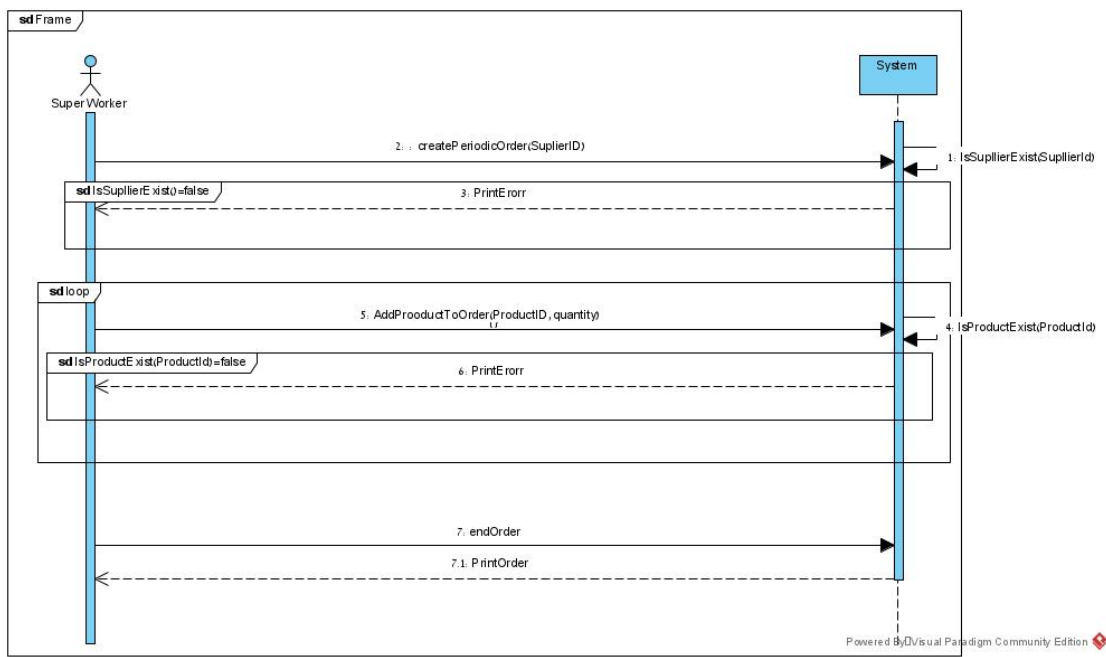 sd Frame
SuperWorker
System
2: : createPeriodicOrder(SuplierID)
1: IsSupllierExist(SupllierId)
sd IsSupllierExist()=false
3: PrintErorr
sd loop
5: AddProoductToOrder(ProductID, quantity)
4: IsProductExist(ProductId)
sd IsProductExist(ProductId)=false
6: PrintErorr
7: endOrder
7.1: PrintOrder
Powered By Visual Paradigm Community Edition